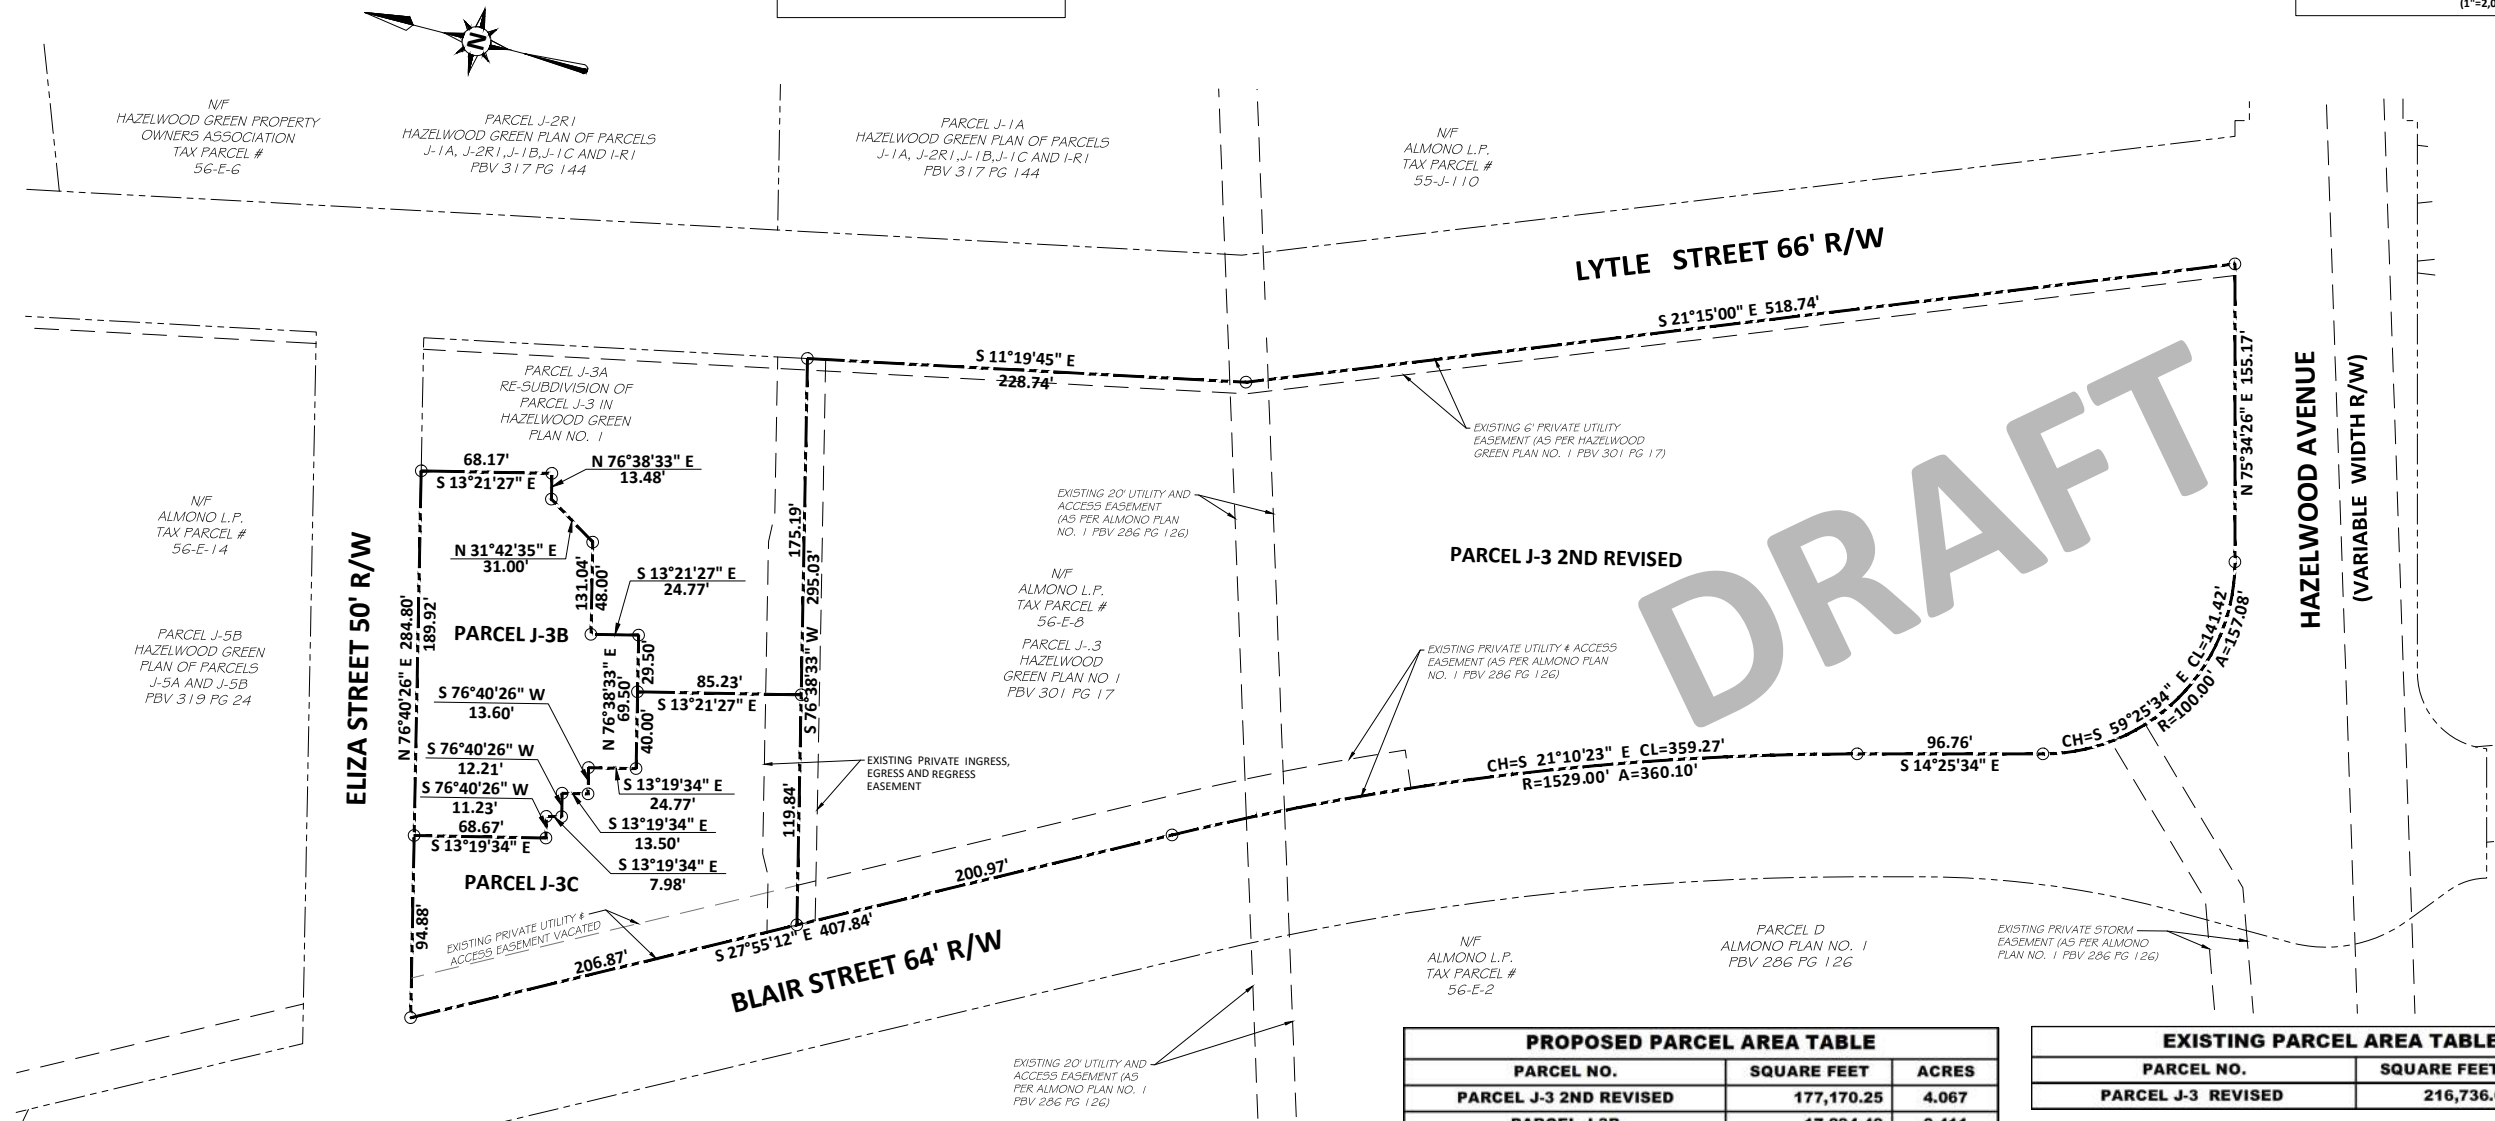 (1"=2,0
N
N/F
HAZELWOOD GREEN PROPERTY
OWNERS ASSOCIATION
TAX PARCEL #
56-E-6
PARCEL J-2R1
HAZELWOOD GREEN PLAN OF PARCELS
J-1A, J-2R1,J-1B,J-1C AND I-R1
PBV 317 PG 144
PARCEL J-1A
HAZELWOOD GREEN PLAN OF PARCELS
J-1A, J-2R1,J-1B,J-1C AND I-R1
PBV 317 PG 144
N/F
ALMONO L.P.
TAX PARCEL #
55-J-110
LYTLE STREET 66' R/W
S 21°15'00" E 518.74'
S 11°19'45" E
228.74'
PARCEL J-3A
RE-SUBDIVISION OF
PARCEL J-3 IN
HAZELWOOD GREEN
PLAN NO. 1
68.17'
S 13°21'27" E
N 76°38'33" E
13.48'
N 31°42'35" E
31.00'
131.04'
48.00'
S 13°21'27" E
24.77'
175.19'
295.03'
S 76°38'33" W
119.84'
EXISTING 6' PRIVATE UTILITY
EASEMENT (AS PER HAZELWOOD
GREEN PLAN NO. 1 PBV 301 PG 17)
EXISTING 20' UTILITY AND
ACCESS EASEMENT
(AS PER ALMONO PLAN
NO. 1 PBV 286 PG 126)
N 75°34'26" E 155.17'
HAZELWOOD AVENUE
(VARIABLE WIDTH R/W)
DRAFT
PARCEL J-3 2ND REVISED
N/F
ALMONO L.P.
TAX PARCEL #
56-E-14
PARCEL J-5B
HAZELWOOD GREEN
PLAN OF PARCELS
J-5A AND J-5B
PBV 319 PG 24
ELIZA STREET 50' R/W
N 76°40'26" E 284.80'
189.92'
94.88'
PARCEL J-3B
N 76°38'33" E
69.50'
29.50'
40.00'
85.23'
S 13°21'27" E
S 76°40'26" W
13.60'
S 76°40'26" W
12.21'
S 76°40'26" W
11.23'
68.67'
S 13°19'34" E
S 13°19'34" E
24.77'
S 13°19'34" E
13.50'
S 13°19'34" E
7.98'
PARCEL J-3C
N/F
ALMONO L.P.
TAX PARCEL #
56-E-8
PARCEL J-.3
HAZELWOOD
GREEN PLAN NO 1
PBV 301 PG 17
EXISTING PRIVATE INGRESS,
EGRESS AND REGRESS
EASEMENT
EXISTING PRIVATE UTILITY & ACCESS
EASEMENT (AS PER ALMONO PLAN
NO. 1 PBV 286 PG 126)
CH=S 21°10'23" E CL=359.27'
R=1529.00' A=360.10'
96.76'
S 14°25'34" E
CH=S 59°25'34" E CL=141.42'
R=100.00' A=157.08'
EXISTING PRIVATE UTILITY &
ACCESS EASEMENT VACATED
206.87'
S 27°55'12" E 407.84'
200.97'
BLAIR STREET 64' R/W
N/F
ALMONO L.P.
TAX PARCEL #
56-E-2
PARCEL D
ALMONO PLAN NO. 1
PBV 286 PG 126
EXISTING PRIVATE STORM
EASEMENT (AS PER ALMONO
PLAN NO. 1 PBV 286 PG 126)
EXISTING 20' UTILITY AND
ACCESS EASEMENT (AS
PER ALMONO PLAN NO. 1
PBV 286 PG 126)
PROPOSED PARCEL AREA TABLE
PARCEL NO. SQUARE FEET ACRES
PARCEL J-3 2ND REVISED 177,170.25 4.067
EXISTING PARCEL AREA TABLE
PARCEL NO. SQUARE FEET
PARCEL J-3 REVISED 216,736.